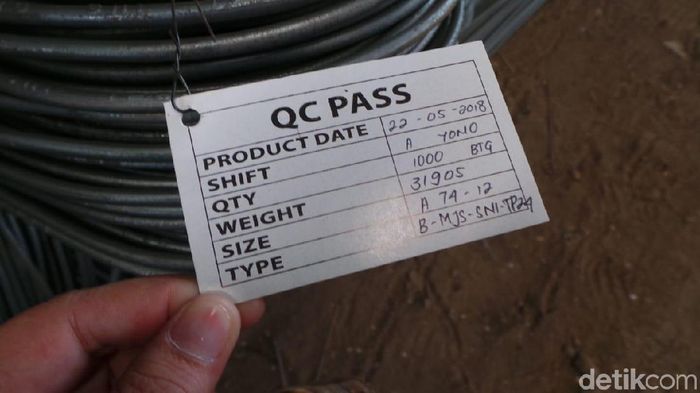 QC PASS
PRODUCT DATE 22-05-2018
SHIFT A YONO
QTY 1000 BTG
WEIGHT 31905
SIZE A 74-12
TYPE B-MJS-SNI-TP24
detikcom